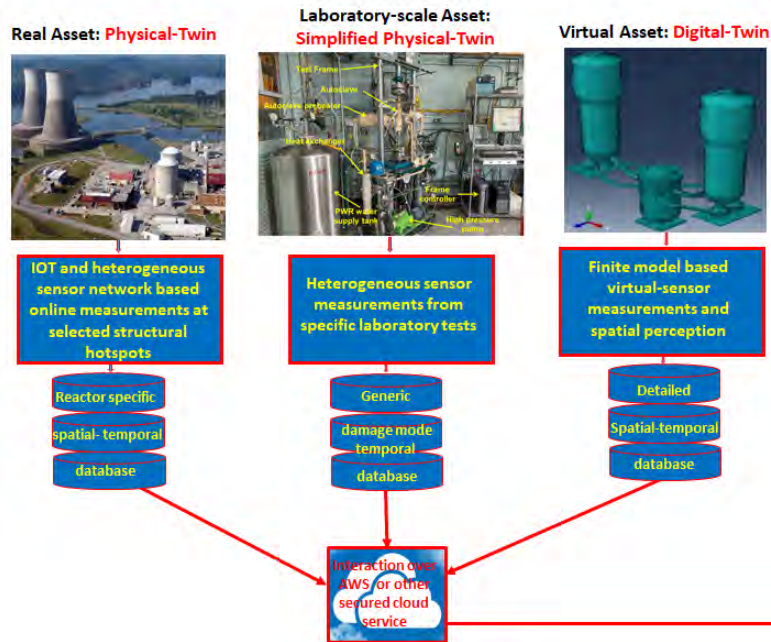 Real Asset: Physical-Twin
Laboratory-scale Asset:
Simplified Physical-Twin
Virtual Asset: Digital-Twin
Test Frame
Autoclave
Autoclave preheater
Heat exchanger
PWR water
supply tank
Frame
controller
High pressure
pump
IOT and heterogeneous
sensor network based
online measurements at
selected structural
hotspots
Heterogeneous sensor
measurements from
specific laboratory tests
Finite model based
virtual-sensor
measurements and
spatial perception
Reactor specific
spatial- temporal
database
Generic
damage mode
temporal
database
Detailed
Spatial-temporal
database
Interaction over
AWS or other
secured cloud
service